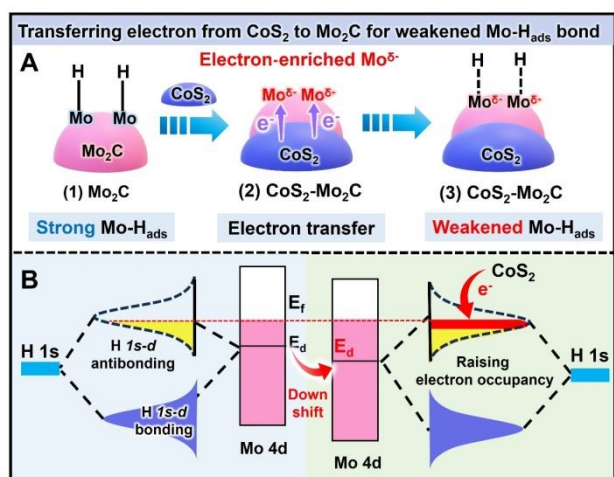 Transferring electron from CoS₂ to Mo₂C for weakened Mo-Hads bond
A
Electron-enriched Moδ-
H H
Mo Mo
Mo₂C
CoS₂
Moδ- Moδ-
e⁻ e⁻
CoS₂
H H
Moδ- Moδ-
CoS₂
(1) Mo₂C
(2) CoS₂-Mo₂C
(3) CoS₂-Mo₂C
Strong Mo-Hads
Electron transfer
Weakened Mo-Hads
B
H 1s
H 1s-d
antibonding
H 1s-d
bonding
Ef
Ed
Mo 4d
Down
shift
Ed
Mo 4d
CoS₂
e⁻
Raising
electron occupancy
H 1s